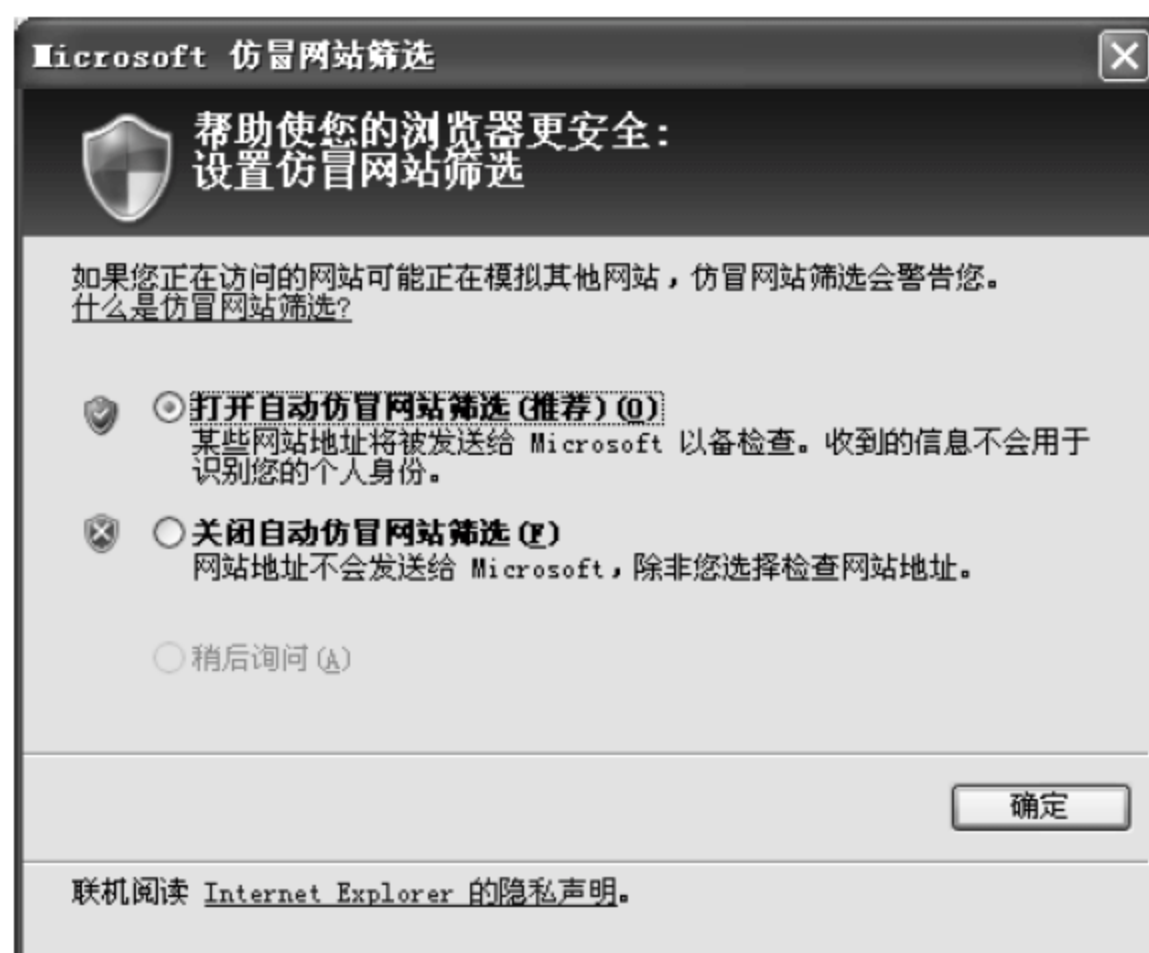 Microsoft 仿冒网站筛选
帮助使您的浏览器更安全:
设置仿冒网站筛选
如果您正在访问的网站可能正在模拟其他网站，仿冒网站筛选会警告您。
什么是仿冒网站筛选?
打开自动仿冒网站筛选(推荐)(O)
某些网站地址将被发送给 Microsoft 以备检查。收到的信息不会用于
识别您的个人身份。
关闭自动仿冒网站筛选(F)
网站地址不会发送给 Microsoft，除非您选择检查网站地址。
稍后询问(A)
确定
联机阅读 Internet Explorer 的隐私声明。